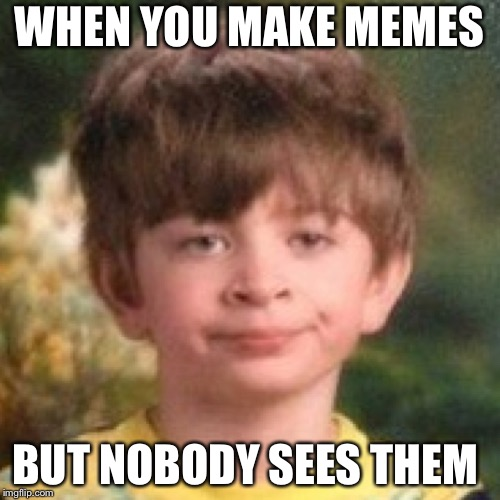 WHEN YOU MAKE MEMES
BUT NOBODY SEES THEM
imgflip.com